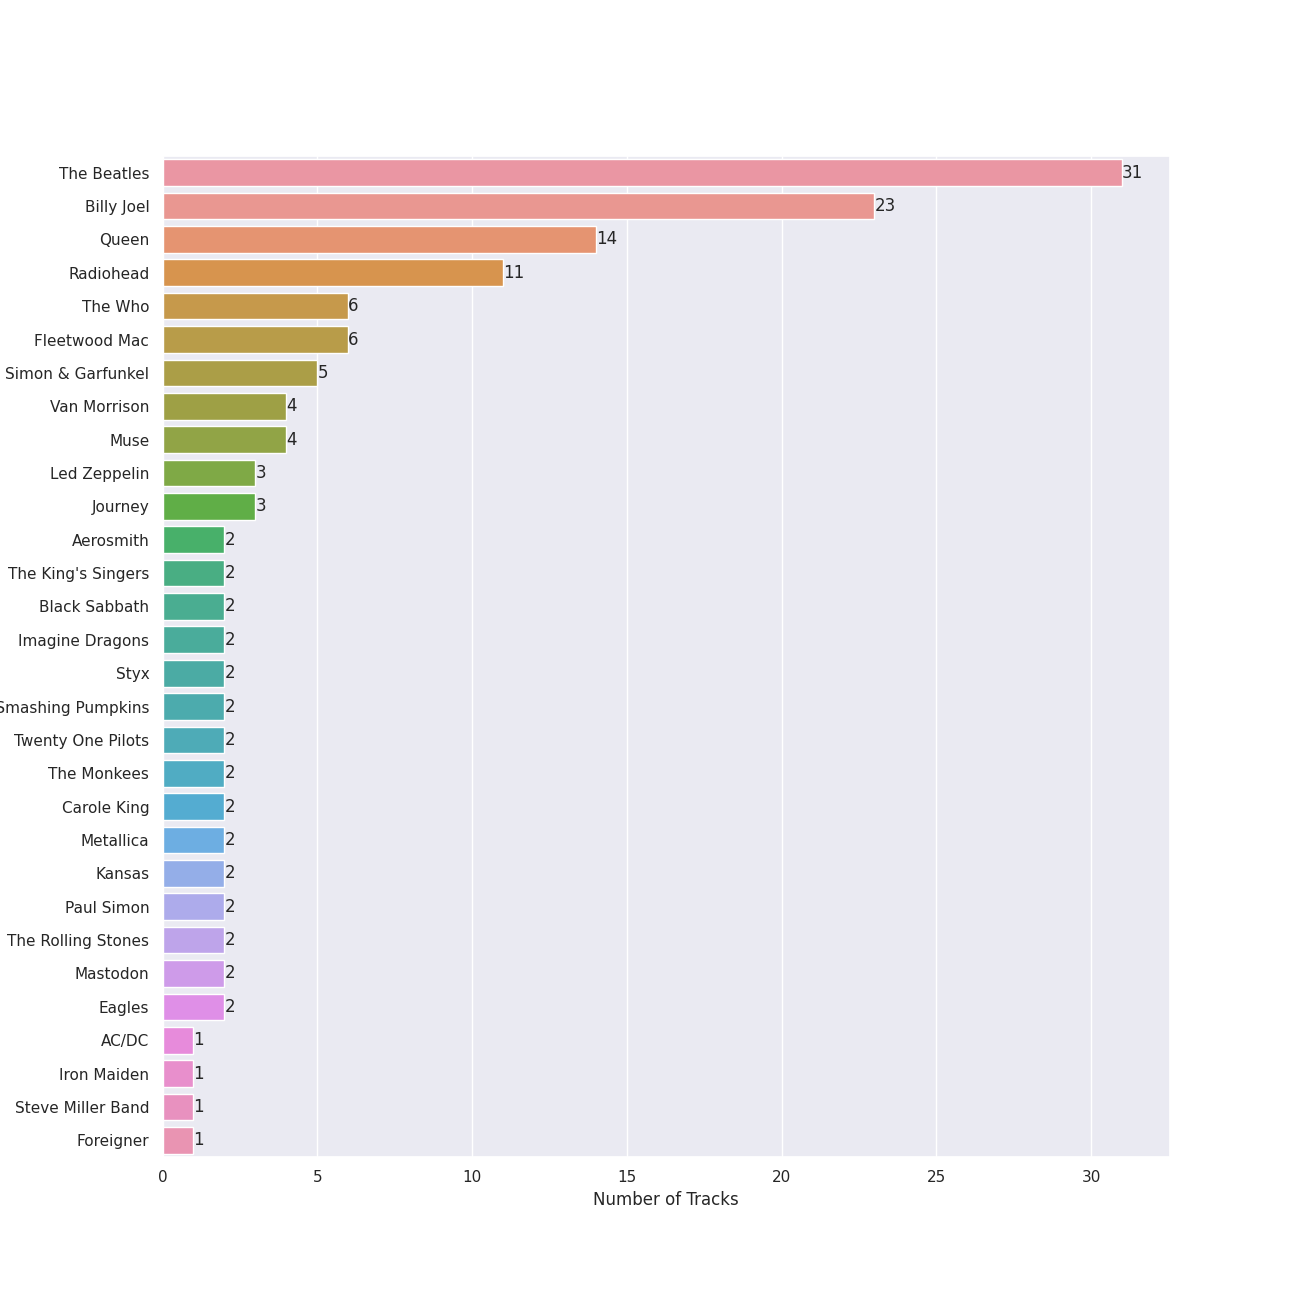 The Beatles 31
Billy Joel 23
Queen 14
Radiohead 11
The Who 6
Fleetwood Mac 6
Simon & Garfunkel 5
Van Morrison 4
Muse 4
Led Zeppelin 3
Journey 3
Aerosmith 2
The King's Singers 2
Black Sabbath 2
Imagine Dragons 2
Styx 2
Smashing Pumpkins 2
Twenty One Pilots 2
The Monkees 2
Carole King 2
Metallica 2
Kansas 2
Paul Simon 2
The Rolling Stones 2
Mastodon 2
Eagles 2
AC/DC 1
Iron Maiden 1
Steve Miller Band 1
Foreigner 1
0 5 10 15 20 25 30
Number of Tracks